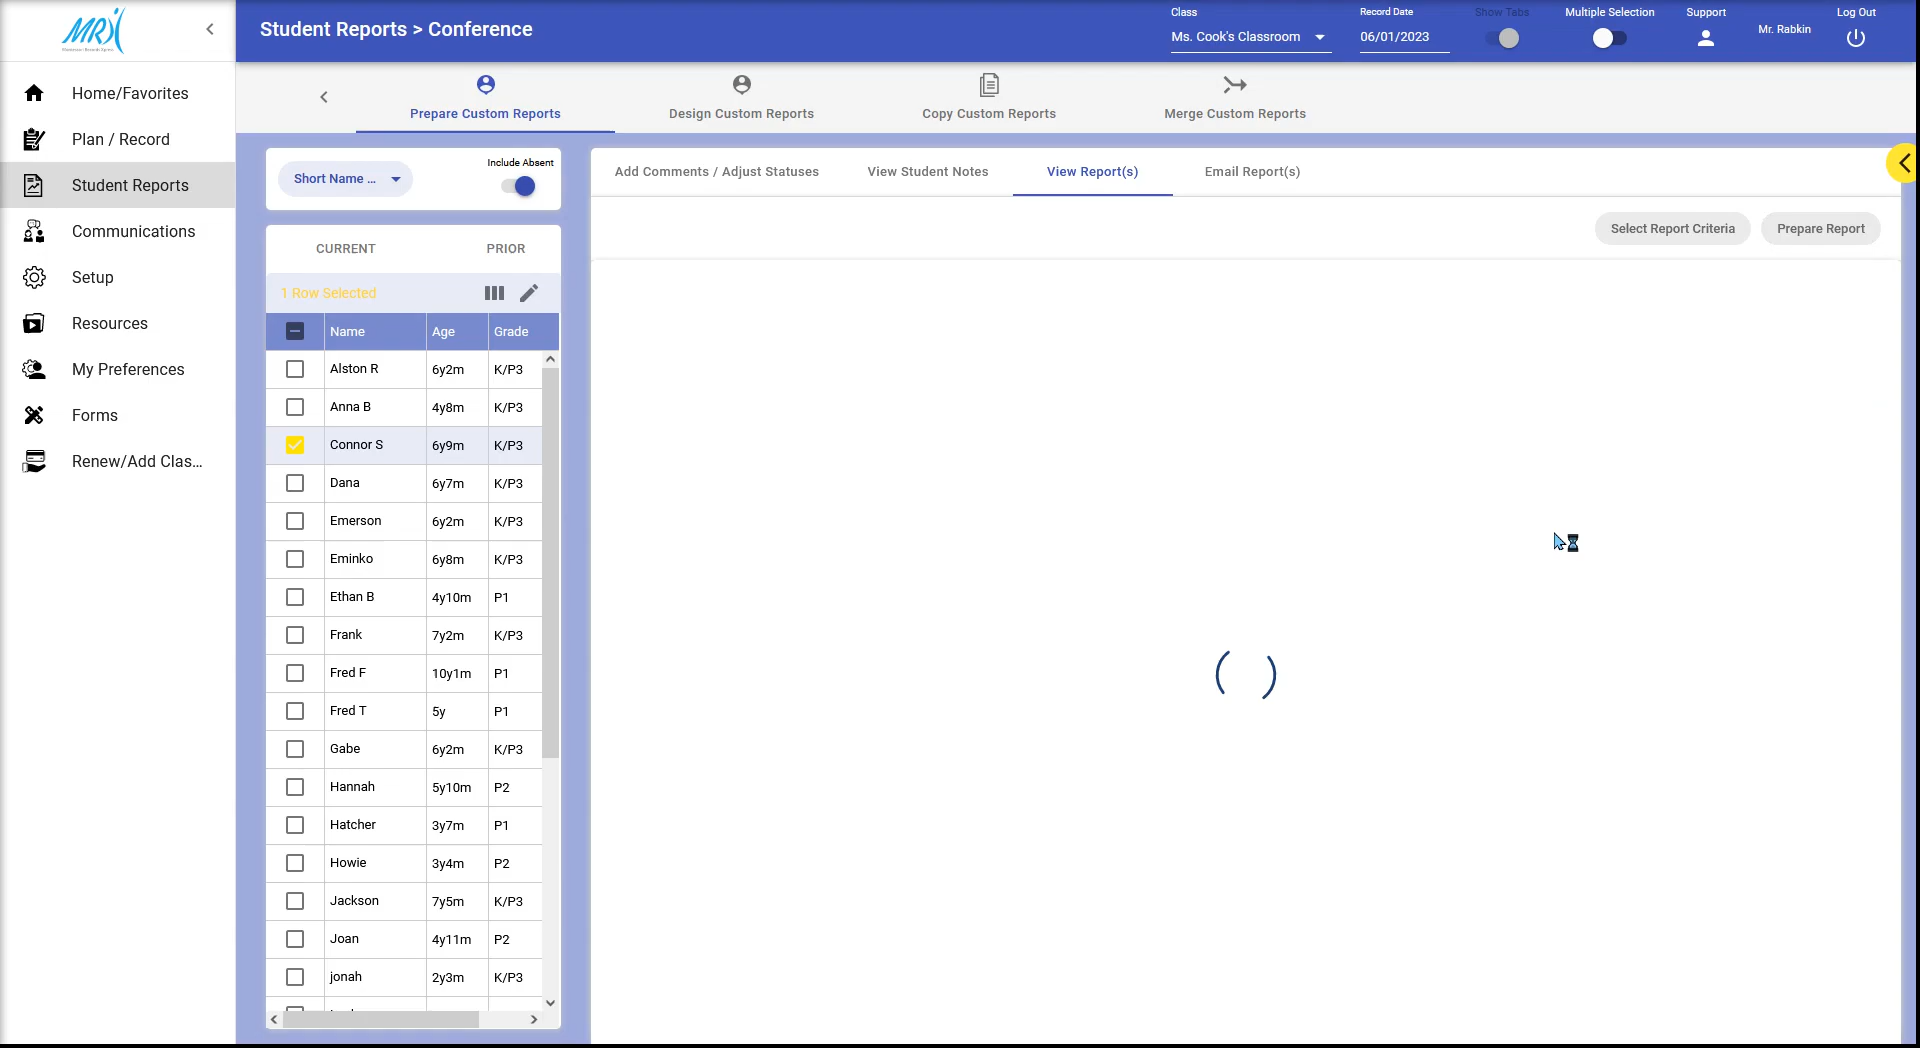 MRX
Student Reports > Conference
Class
Ms. Cook's Classroom
Record Date
06/01/2023
Show Tabs
Multiple Selection
Support
Mr. Rabkin
Log Out
Home/Favorites
Plan / Record
Student Reports
Communications
Setup
Resources
My Preferences
Forms
Renew/Add Clas...
Prepare Custom Reports
Design Custom Reports
Copy Custom Reports
Merge Custom Reports
Short Name ...
Include Absent
CURRENT
PRIOR
1 Row Selected
Name Age Grade
Alston R 6y2m K/P3
Anna B 4y8m K/P3
Connor S 6y9m K/P3
Dana 6y7m K/P3
Emerson 6y2m K/P3
Eminko 6y8m K/P3
Ethan B 4y10m P1
Frank 7y2m K/P3
Fred F 10y1m P1
Fred T 5y P1
Gabe 6y2m K/P3
Hannah 5y10m P2
Hatcher 3y7m P1
Howie 3y4m P2
Jackson 7y5m K/P3
Joan 4y11m P2
jonah 2y3m K/P3
Add Comments / Adjust Statuses
View Student Notes
View Report(s)
Email Report(s)
Select Report Criteria
Prepare Report